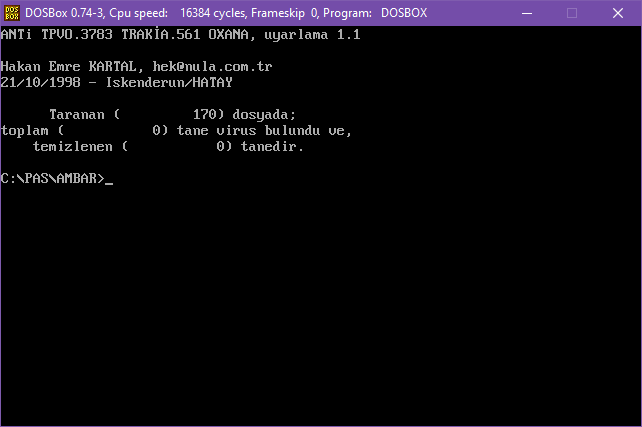 DOSBox 0.74-3, Cpu speed: 16384 cycles, Frameskip 0, Program: DOSBOX
ANTi TPVO.3783 TRAKİA.561 OXANA, uyarlama 1.1
Hakan Emre KARTAL, hek@nula.com.tr
21/10/1998 - Iskenderun/HATAY
Taranan ( 170) dosyada;
toplam ( 0) tane virus bulundu ve,
temizlenen ( 0) tanedir.
C:\PAS\AMBAR>_